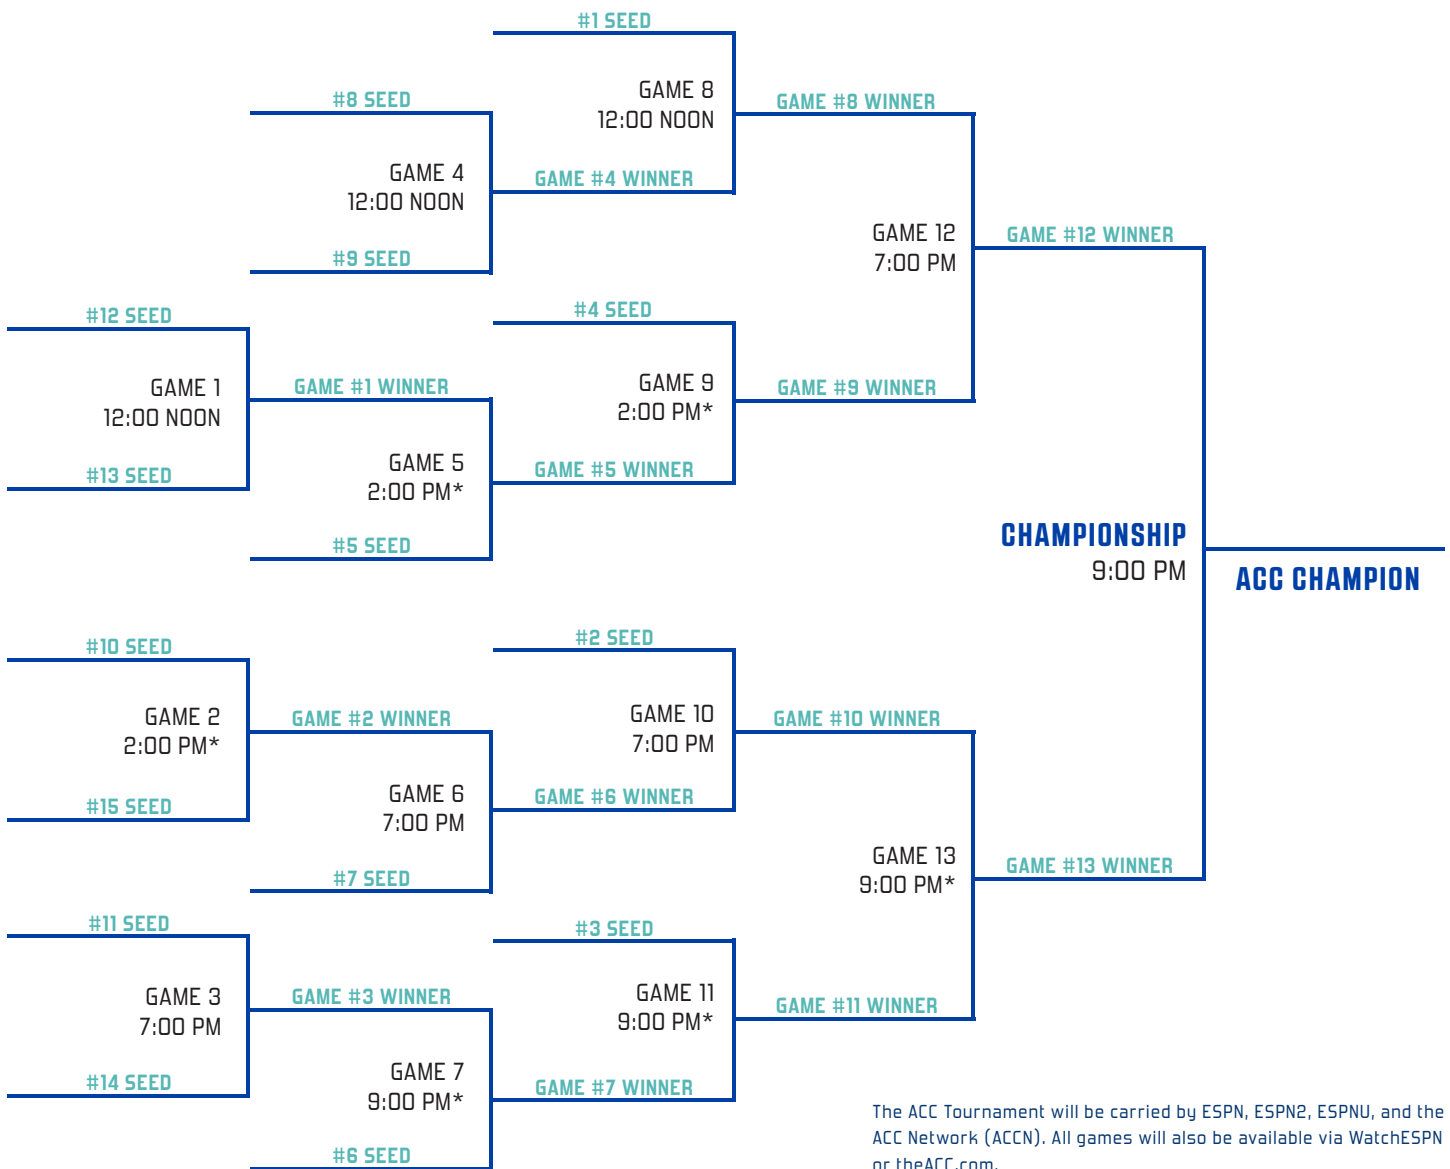 #1 SEED
GAME 8
12:00 NOON
#8 SEED
GAME #8 WINNER
GAME 4
12:00 NOON
GAME #4 WINNER
#9 SEED
GAME 12
7:00 PM
GAME #12 WINNER
#12 SEED
#4 SEED
GAME 1
12:00 NOON
GAME #1 WINNER
GAME 9
2:00 PM*
GAME #9 WINNER
#13 SEED
GAME 5
2:00 PM*
GAME #5 WINNER
#5 SEED
CHAMPIONSHIP
9:00 PM
ACC CHAMPION
#10 SEED
#2 SEED
GAME 2
2:00 PM*
GAME #2 WINNER
GAME 10
7:00 PM
GAME #10 WINNER
#15 SEED
GAME 6
7:00 PM
GAME #6 WINNER
#7 SEED
GAME 13
9:00 PM*
GAME #13 WINNER
#11 SEED
#3 SEED
GAME 3
7:00 PM
GAME #3 WINNER
GAME 11
9:00 PM*
GAME #11 WINNER
#14 SEED
GAME 7
9:00 PM*
GAME #7 WINNER
#6 SEED
The ACC Tournament will be carried by ESPN, ESPN2, ESPNU, and the
ACC Network (ACCN). All games will also be available via WatchESPN
or theACC.com.